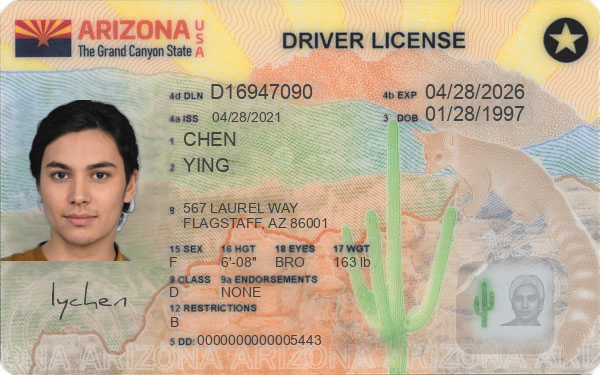 ARIZONA USA
The Grand Canyon State
DRIVER LICENSE
4d DLN D16947090
4b EXP 04/28/2026
4a ISS 04/28/2021
3 DOB 01/28/1997
1 CHEN
2 YING
8 567 LAUREL WAY
FLAGSTAFF, AZ 86001
15 SEX 16 HGT 18 EYES 17 WGT
F 6'-08" BRO 163 lb
9 CLASS 9a ENDORSEMENTS
D NONE
12 RESTRICTIONS
B
5 DD: 0000000000005443
lychen
ARIZONA ARIZONA ARIZONA ARIZONA